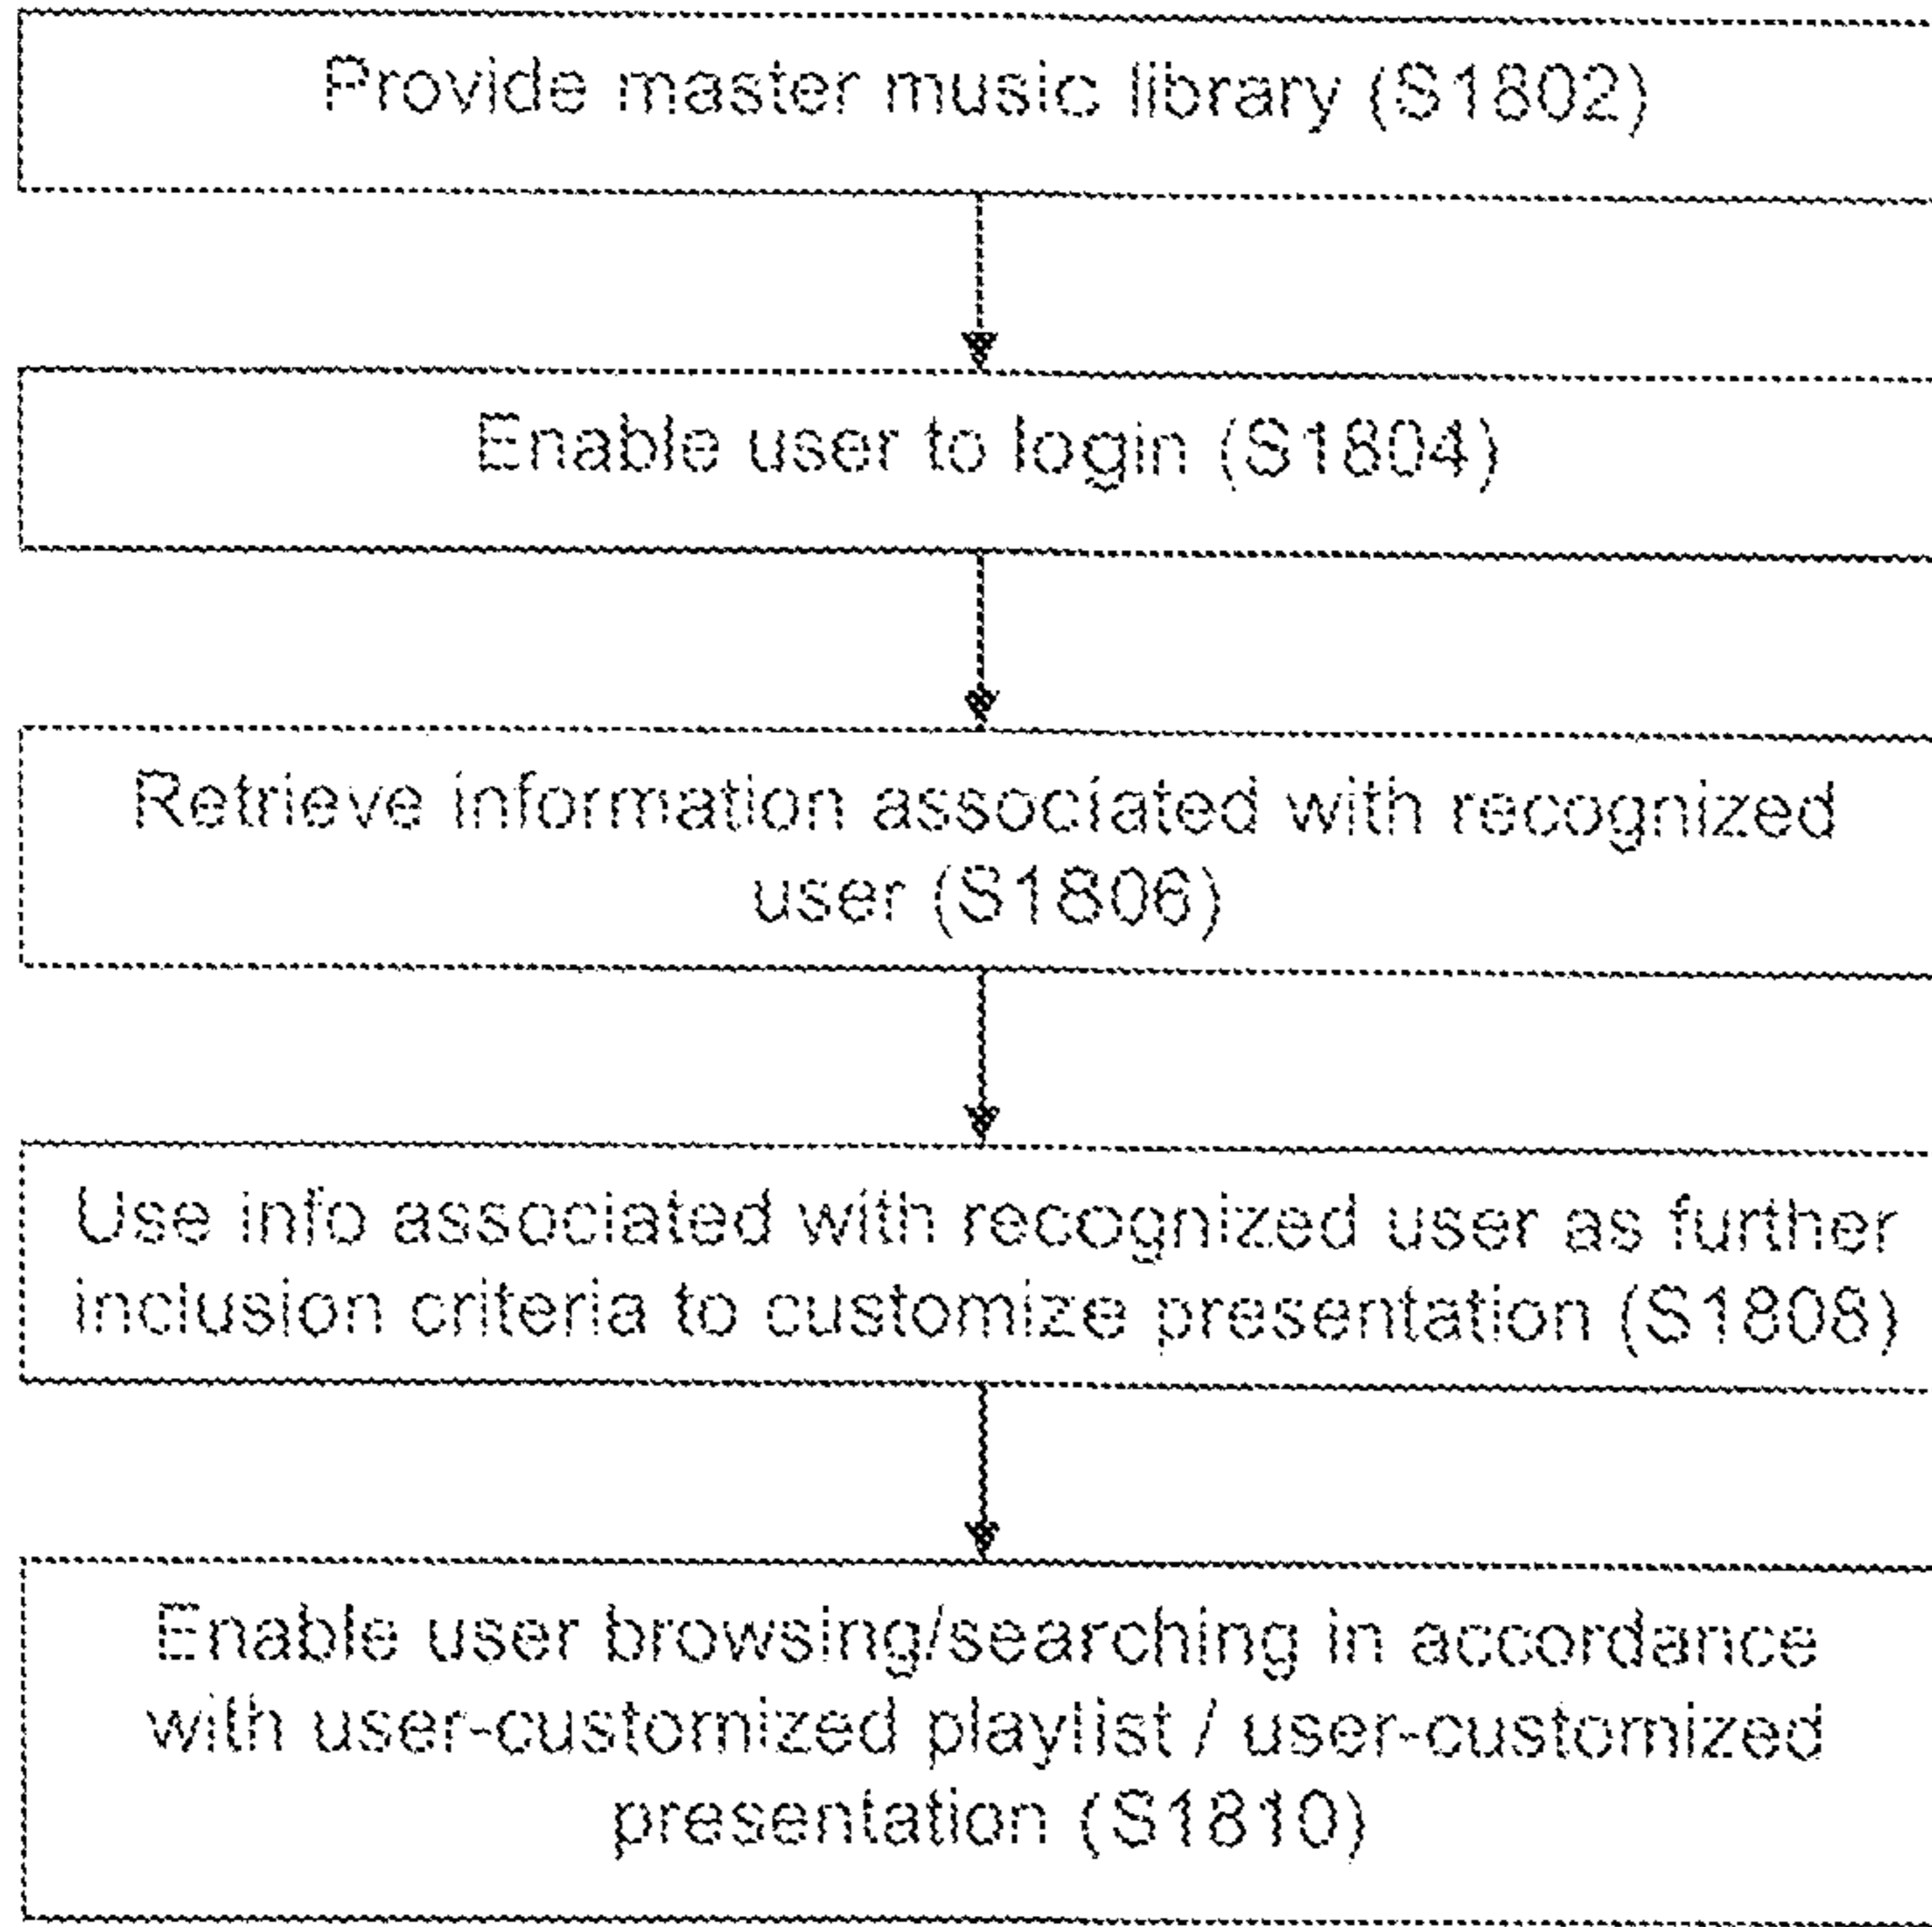 Provide master music library (S1802)
Enable user to login (S1804)
Retrieve information associated with recognized
user (S1806)
Use info associated with recognized user as further
inclusion criteria to customize presentation (S1808)
Enable user browsing/searching in accordance
with user-customized playlist / user-customized
presentation (S1810)